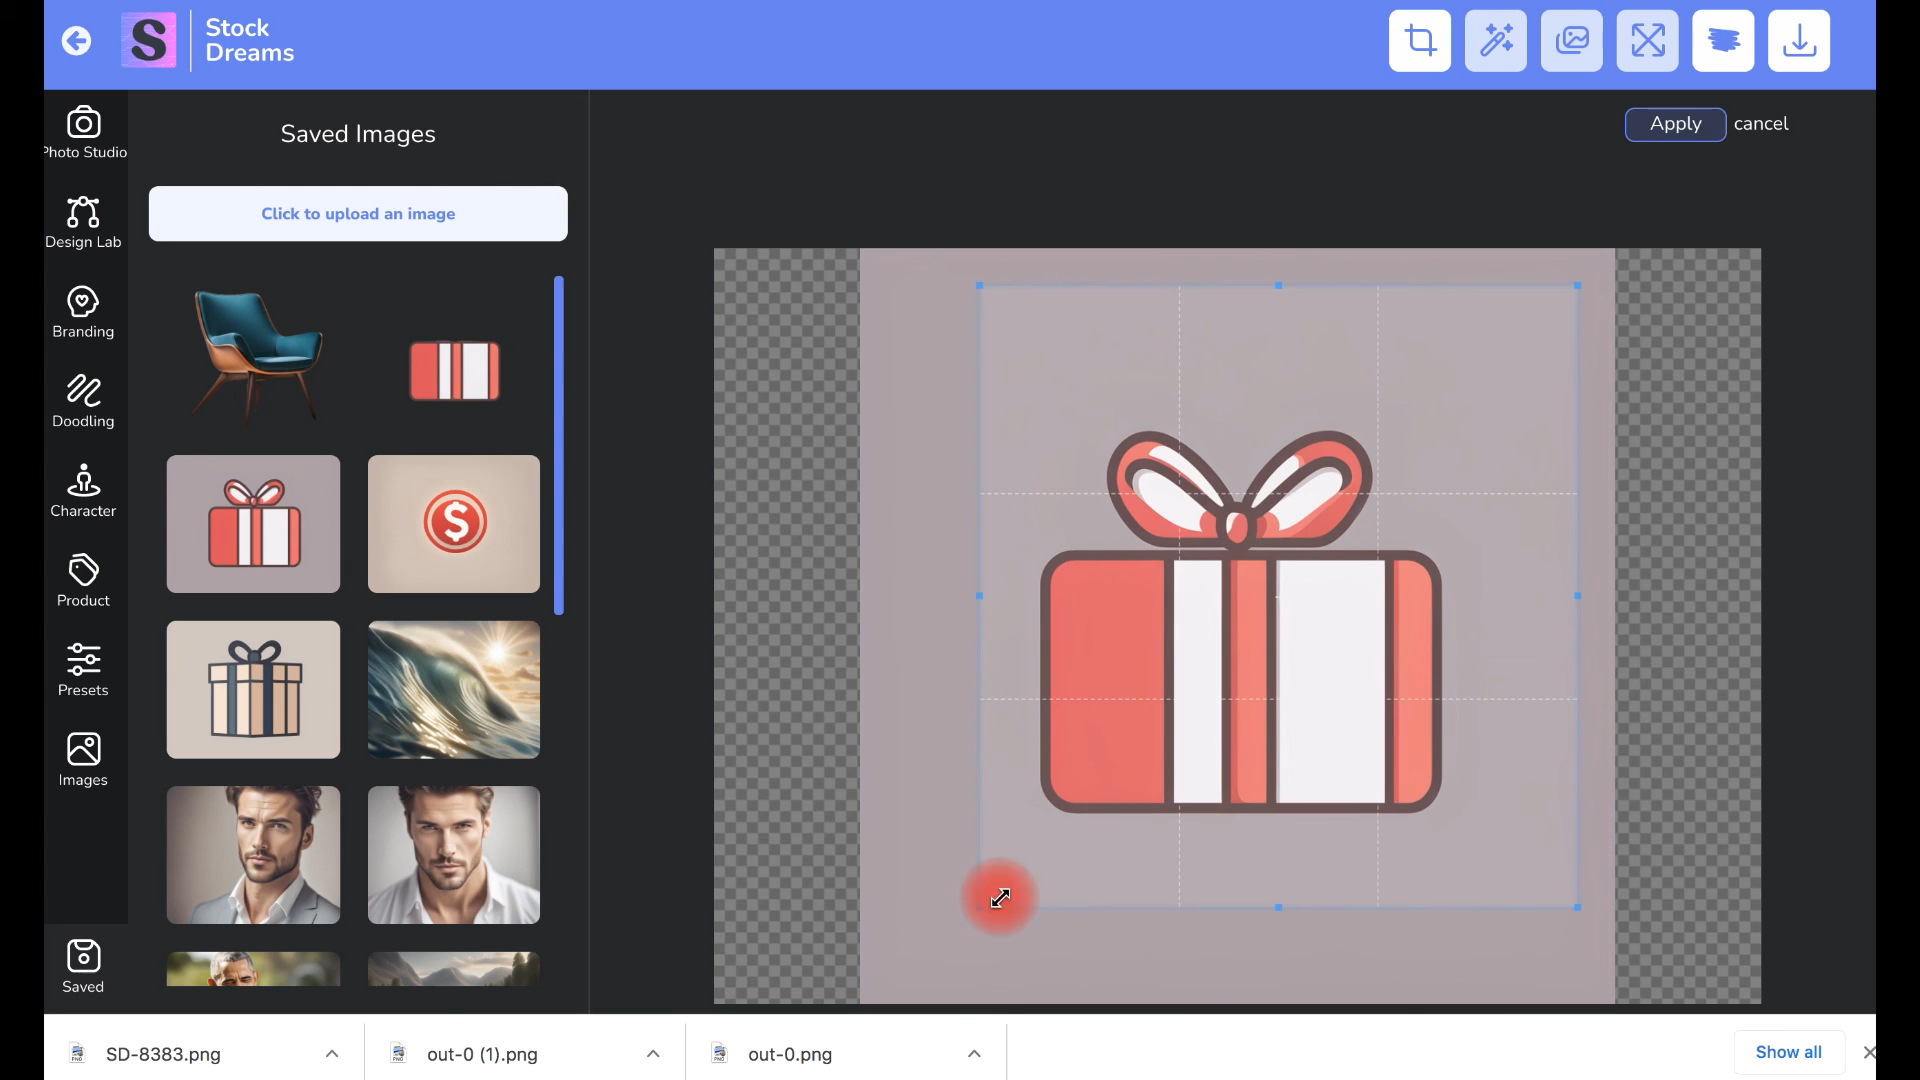 S
Stock
Dreams
Photo Studio
Design Lab
Branding
Doodling
Character
Product
Presets
Images
Saved
Saved Images
Click to upload an image
$
Apply cancel
SD-8383.png
out-0 (1).png
out-0.png
Show all